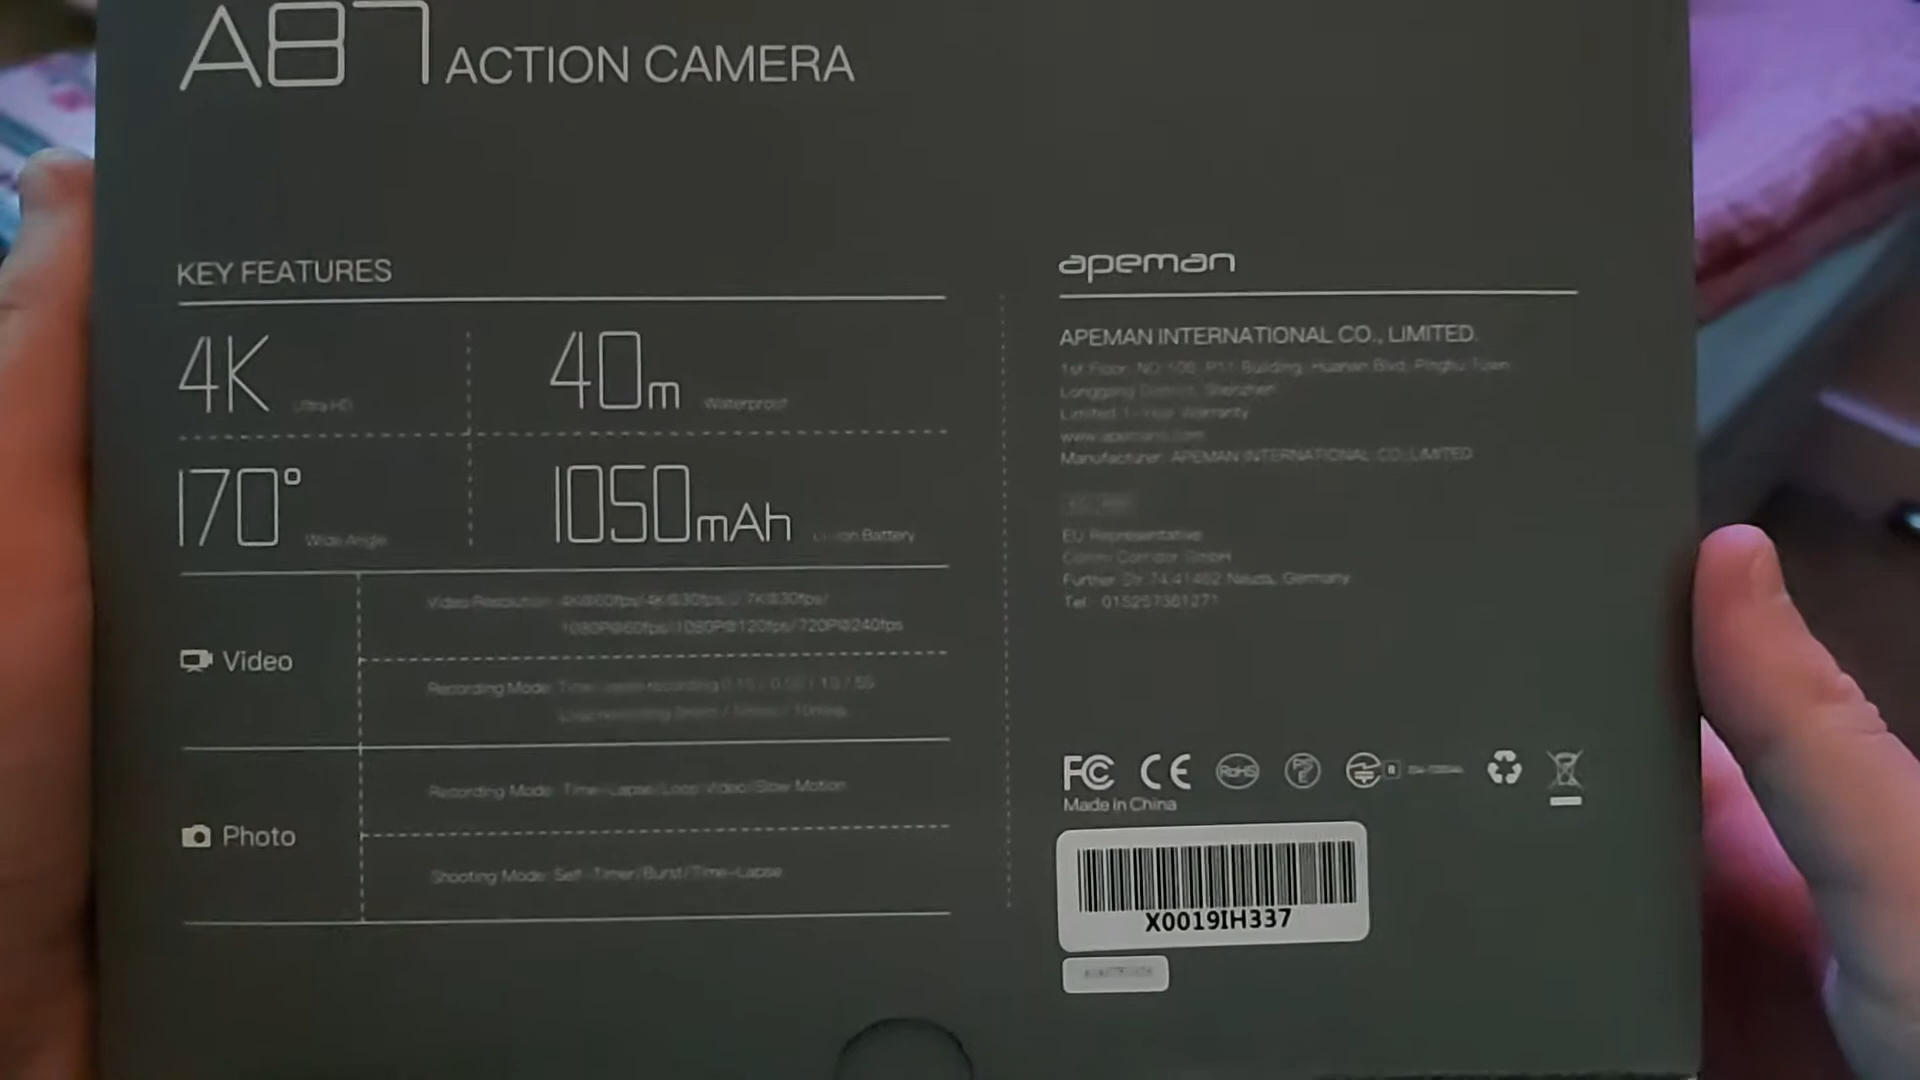 A87 ACTION CAMERA
KEY FEATURES
4K Ultra HD
40m Waterproof
170° Wide Angle
1050mAh Li-ion Battery
Video
Video Resolution: 4K@60fps/4K@30fps/2.7K@30fps/
1080P@60fps/1080P@120fps/720P@240fps
Recording Mode: Time-Lapse recording
Loop recording
Photo
Recording Mode: Time-Lapse/Loop Video/Slow Motion
Shooting Mode: Self-Timer/Burst/Time-Lapse
apeman
APEMAN INTERNATIONAL CO., LIMITED.
1st Floor, NO.106, P11 Building, Huanan Blvd, Pinghu Town
Longgang District, Shenzhen
Limited 1-Year Warranty
Manufacturer: APEMAN INTERNATIONAL CO.,LIMITED
EU Representative
GmbH
Further Str. 74,41462 Neuss, Germany
Tel: 015257361271
FC CE RoHS PSE R
Made in China
X0019IH337